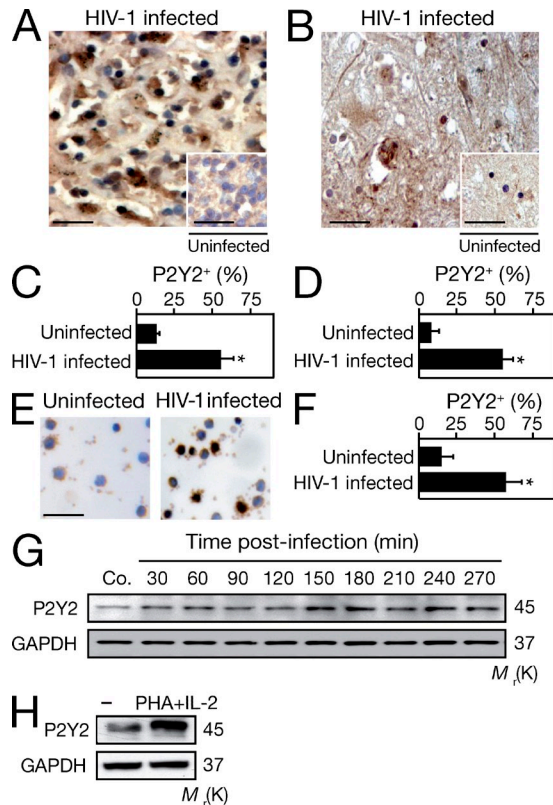 A HIV-1 infected
B HIV-1 infected
Uninfected
Uninfected
C P2Y2+ (%)
0 25 50 75
Uninfected
HIV-1 infected *
D P2Y2+ (%)
0 25 50 75
Uninfected
HIV-1 infected *
E Uninfected HIV-1 infected
F P2Y2+ (%)
0 25 50 75
Uninfected
HIV-1 infected *
G Time post-infection (min)
Co. 30 60 90 120 150 180 210 240 270
P2Y2 45
GAPDH 37
M r(K)
H – PHA+IL-2
P2Y2 45
GAPDH 37
M r(K)